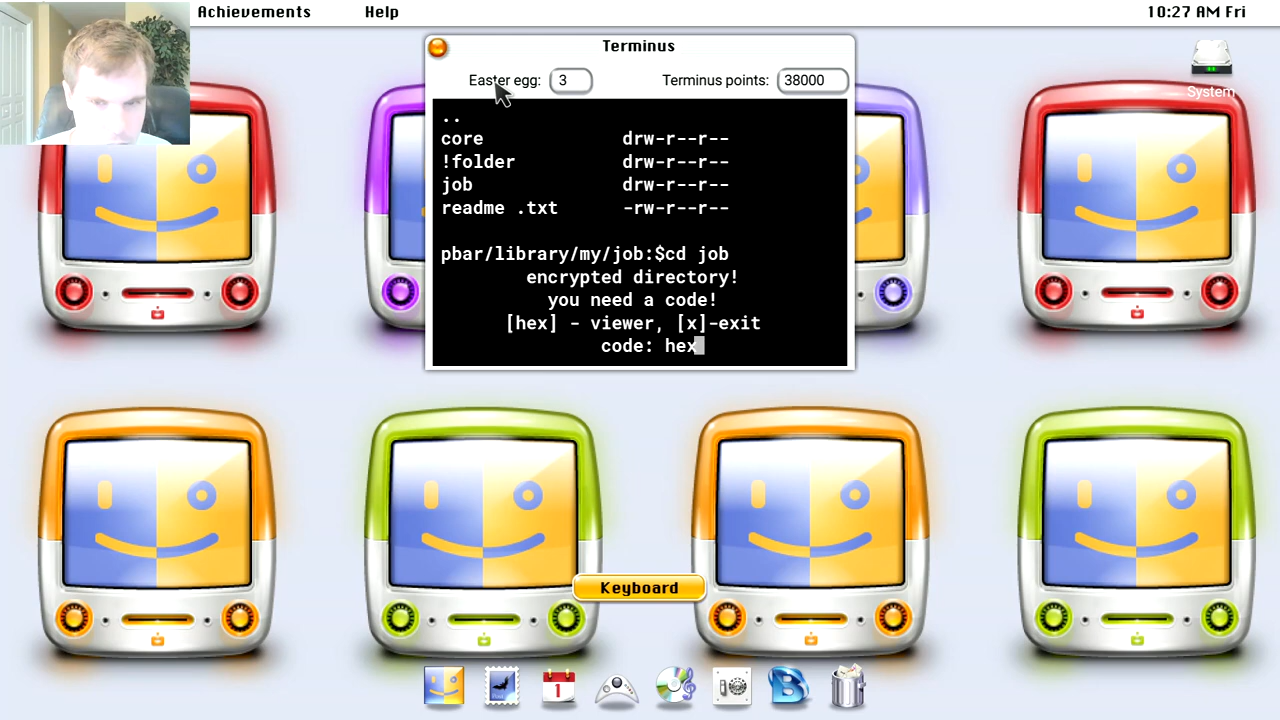 Achievements Help 10:27 AM Fri
Terminus
Easter egg: 3 Terminus points: 38000
System
..
core drw-r--r--
!folder drw-r--r--
job drw-r--r--
readme .txt -rw-r--r--
pbar/library/my/job:$cd job
encrypted directory!
you need a code!
[hex] - viewer, [x]-exit
code: hex
Keyboard
1
B